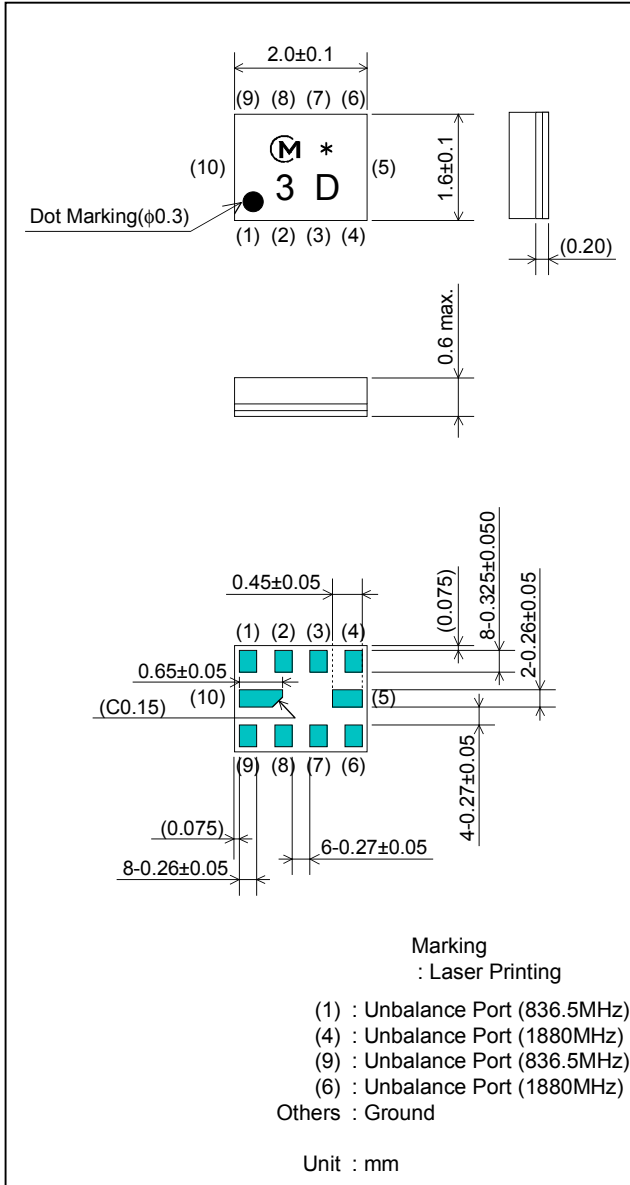 2.0±0.1
(9) (8) (7) (6)
M *
(10) (5)
3 D
1.6±0.1
Dot Marking(ϕ0.3)
(1) (2) (3) (4)
(0.20)
0.6 max.
0.45±0.05
(0.075)
8-0.325±0.050
2-0.26±0.05
(1) (2) (3) (4)
0.65±0.05
(10) (5)
(C0.15)
(9) (8) (7) (6)
4-0.27±0.05
(0.075)
6-0.27±0.05
8-0.26±0.05
Marking
: Laser Printing
(1) : Unbalance Port (836.5MHz)
(4) : Unbalance Port (1880MHz)
(9) : Unbalance Port (836.5MHz)
(6) : Unbalance Port (1880MHz)
Others : Ground
Unit : mm